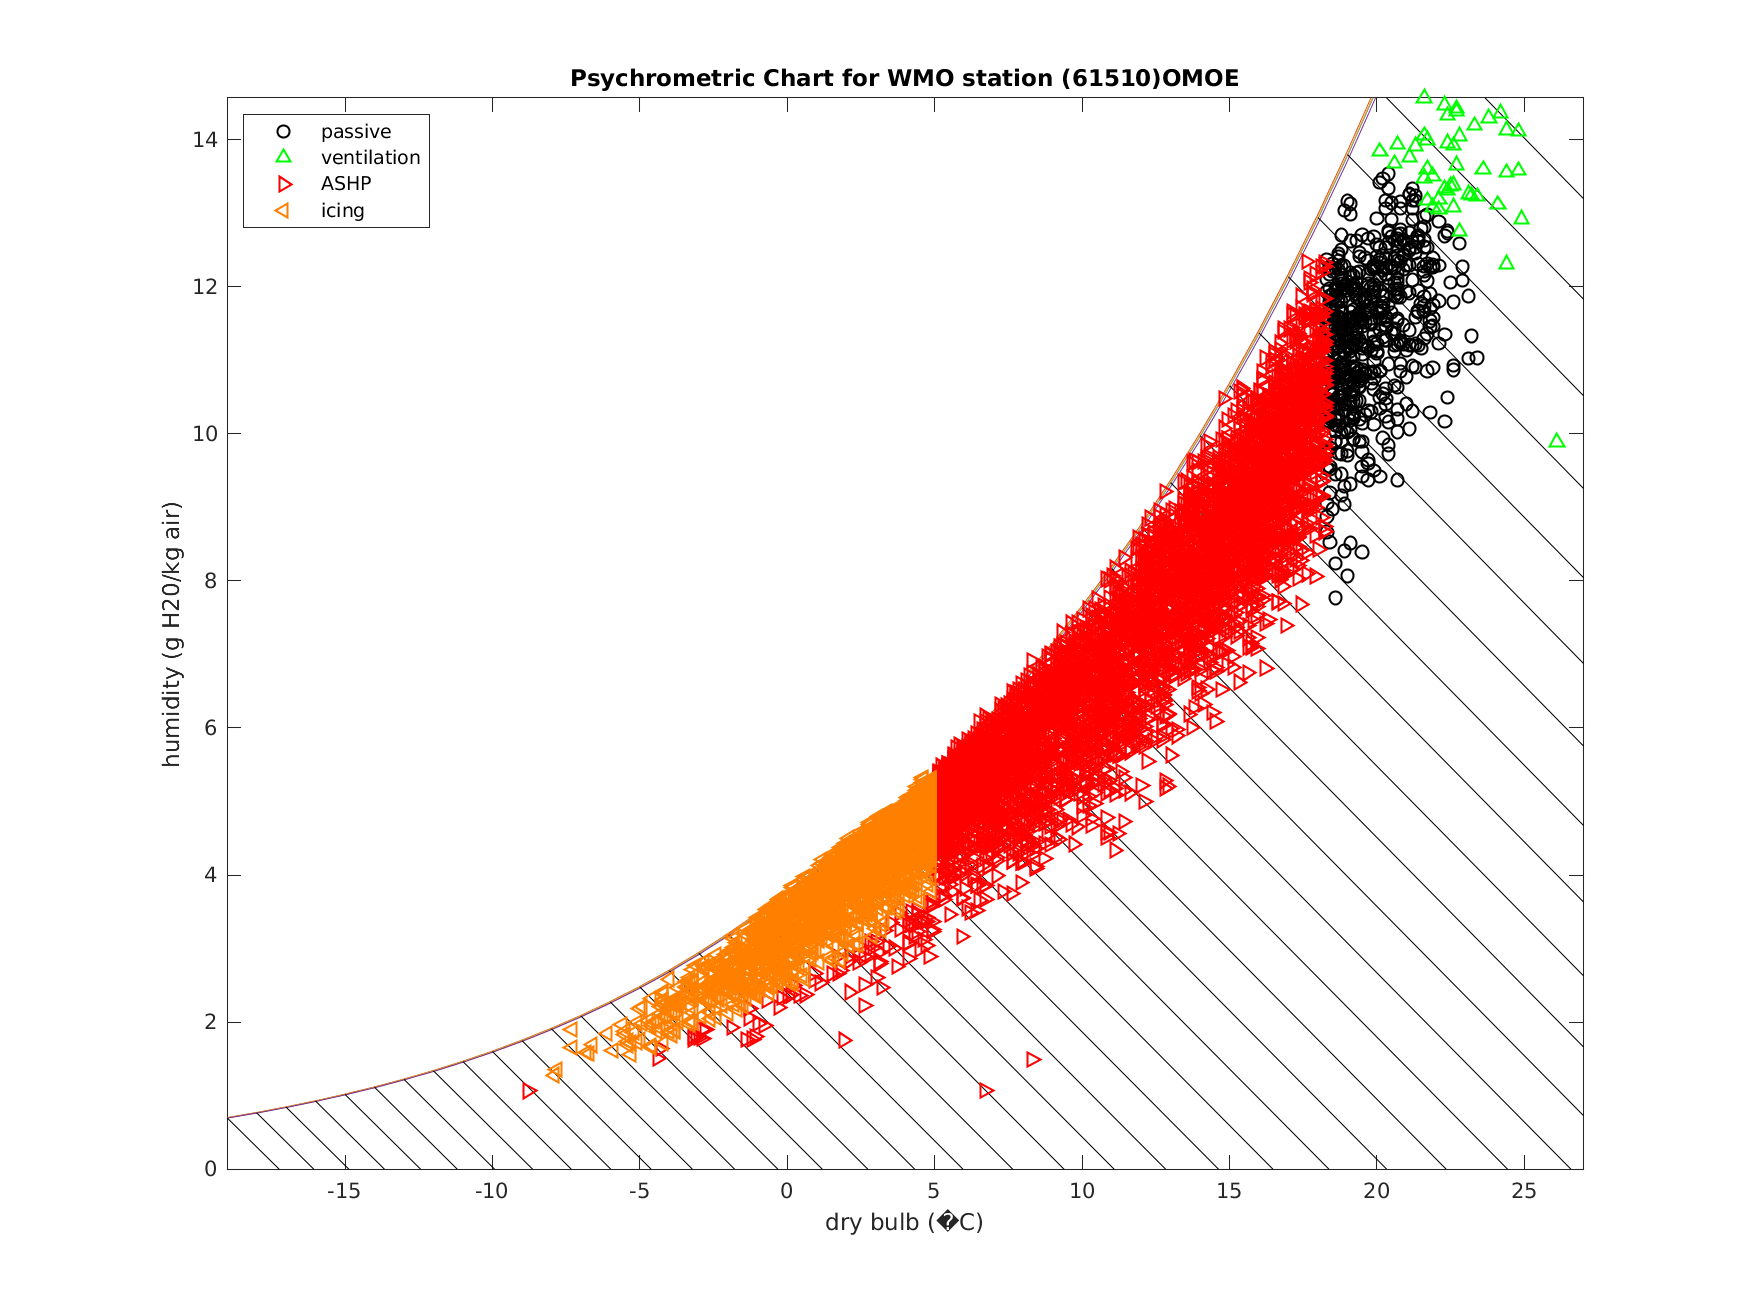 Psychrometric Chart for WMO station (61510)OMOE
passive
ventilation
ASHP
icing
14
12
10
8
6
4
2
0
humidity (g H20/kg air)
-15 -10 -5 0 5 10 15 20 25
dry bulb (�C)